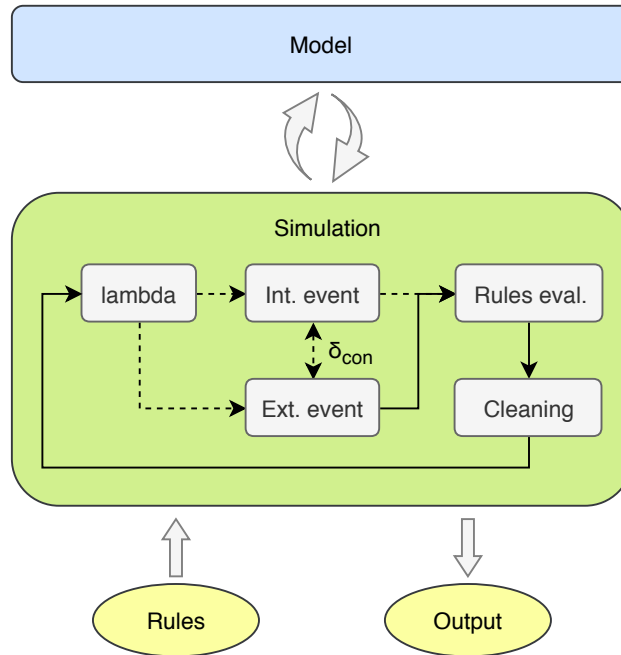 Model
Simulation
lambda
Int. event
Rules eval.
δcon
Ext. event
Cleaning
Rules
Output